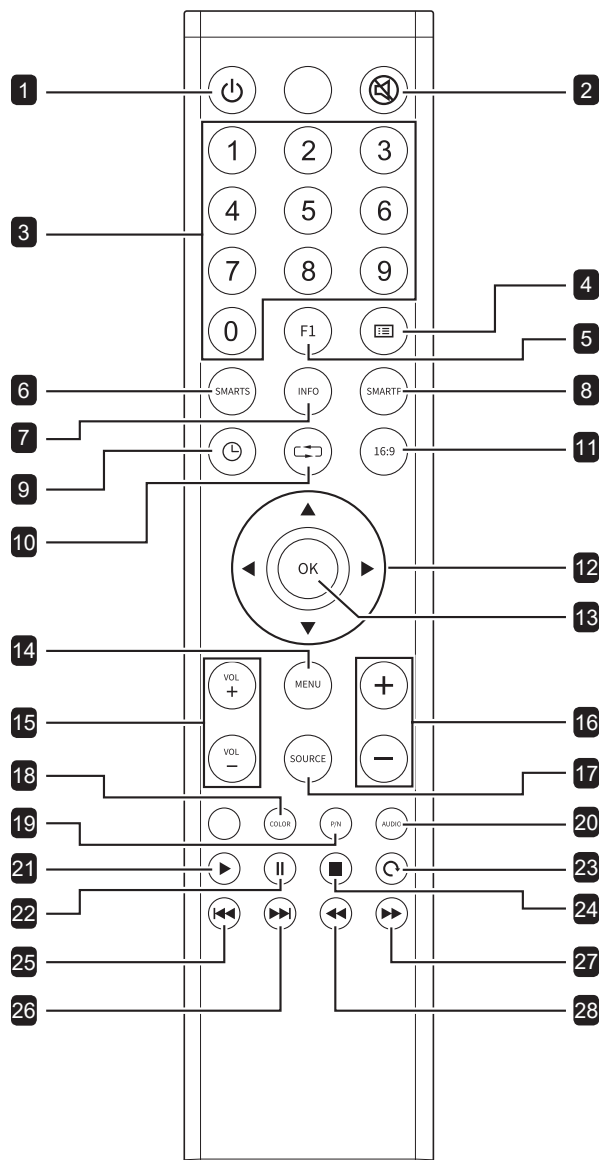 1 2
1 2 3
3 4 5 6
7 8 9
4
0 F1
5
6 SMARTS INFO SMARTF 8
7
16:9 11
9
10
OK 12
13
14 MENU
VOL + +
15 16
VOL − SOURCE −
17
18
COLOR P/N AUDIO
19 20
21 23
22 24
25 27
26 28